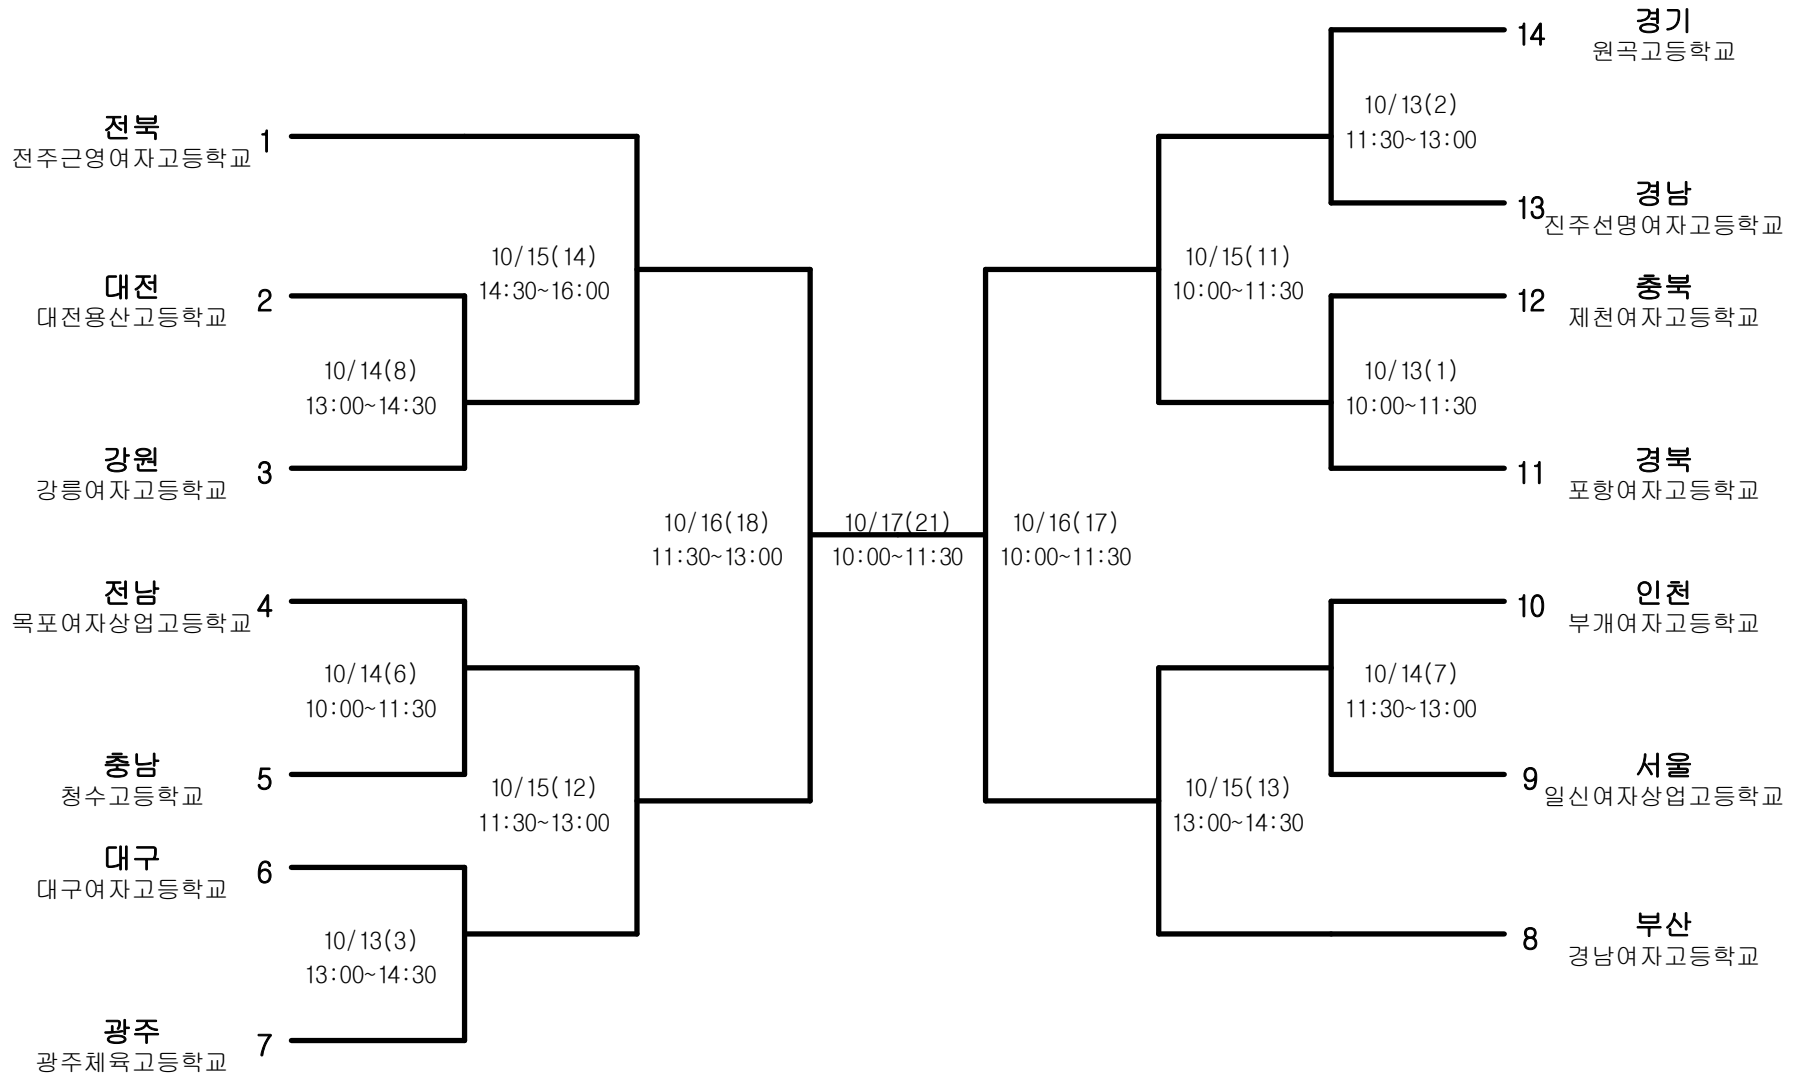 전북
전주근영여자고등학교
1
대전
대전용산고등학교
2
강원
강릉여자고등학교
3
전남
목포여자상업고등학교
4
충남
청수고등학교
5
대구
대구여자고등학교
6
광주
광주체육고등학교
7
10/14(8)
13:00~14:30
10/14(6)
10:00~11:30
10/13(3)
13:00~14:30
10/15(14)
14:30~16:00
10/15(12)
11:30~13:00
10/16(18)
11:30~13:00
10/17(21)
10:00~11:30
10/16(17)
10:00~11:30
10/15(11)
10:00~11:30
10/15(13)
13:00~14:30
10/13(2)
11:30~13:00
10/13(1)
10:00~11:30
10/14(7)
11:30~13:00
14
경기
원곡고등학교
13
경남
진주선명여자고등학교
12
충북
제천여자고등학교
11
경북
포항여자고등학교
10
인천
부개여자고등학교
9
서울
일신여자상업고등학교
8
부산
경남여자고등학교